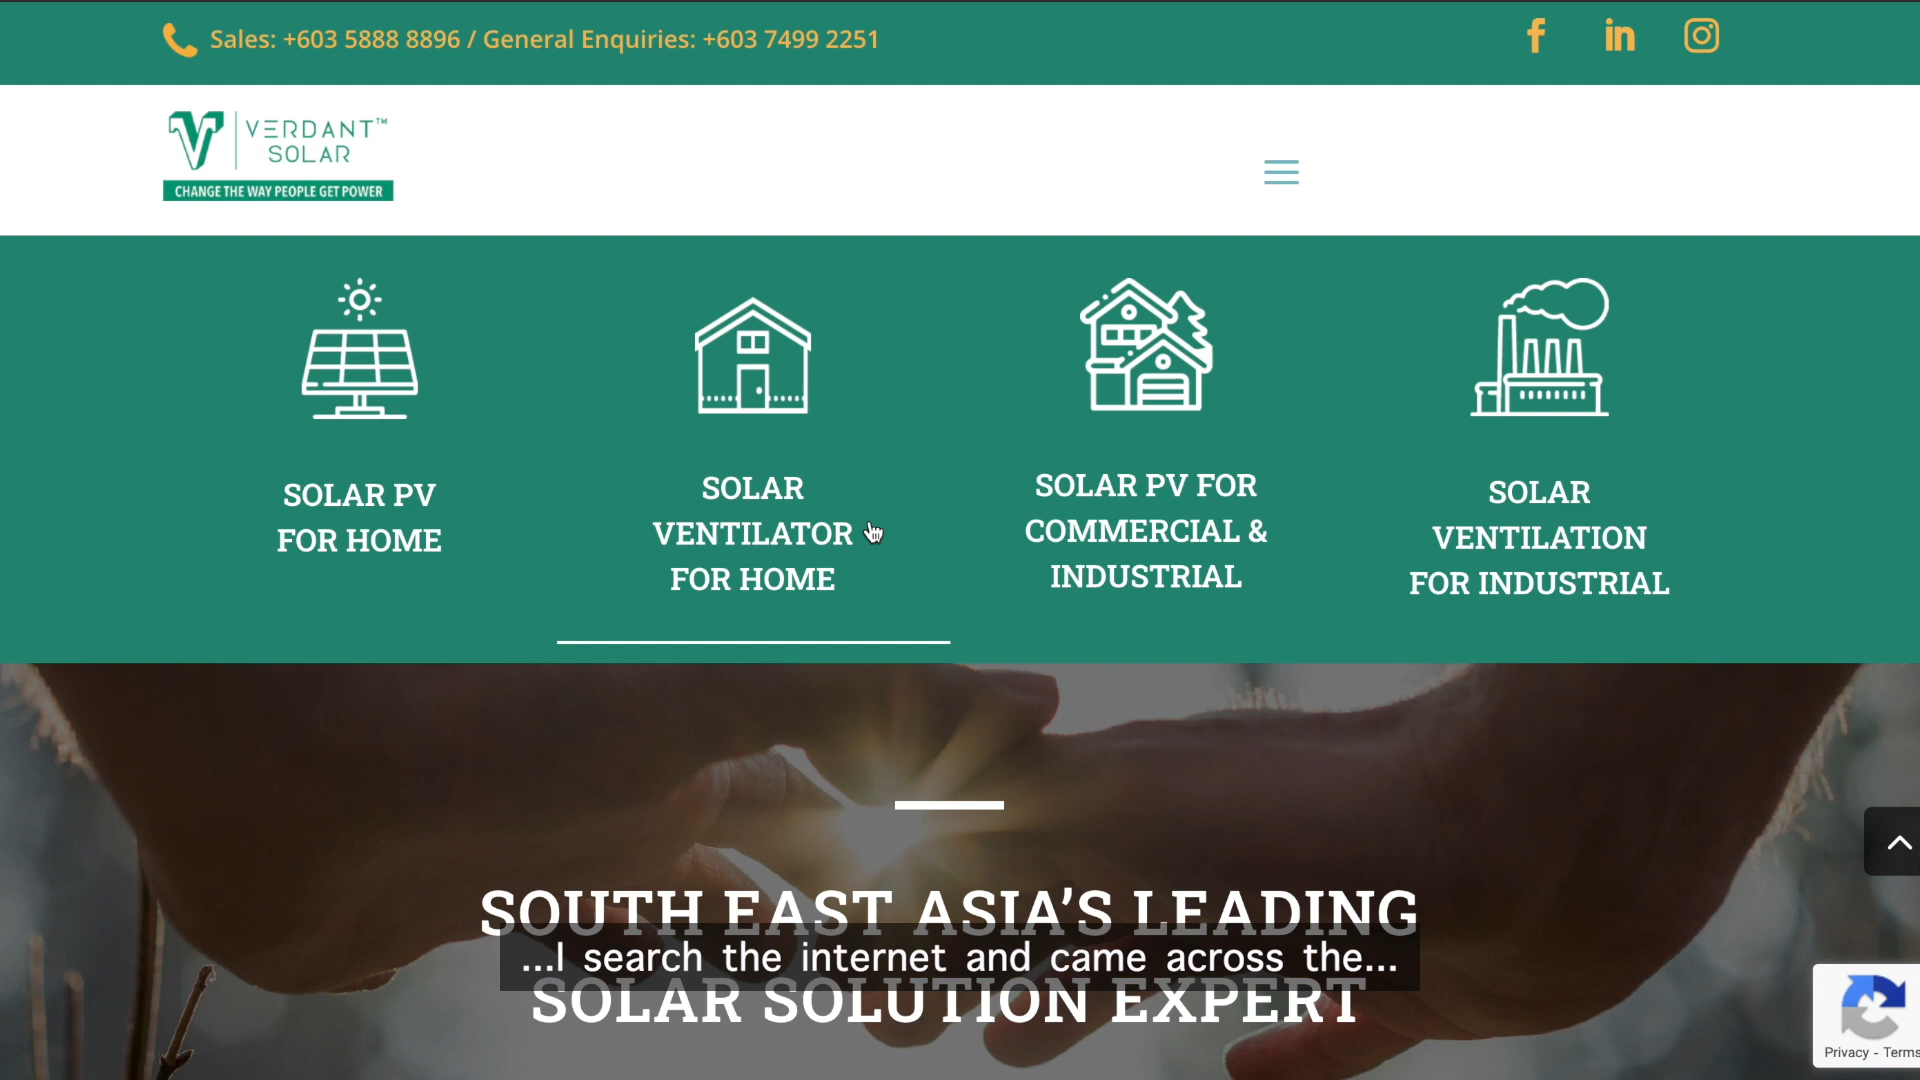 Sales: +603 5888 8896 / General Enquiries: +603 7499 2251
VERDANT™
SOLAR
CHANGE THE WAY PEOPLE GET POWER
SOLAR PV
FOR HOME
SOLAR
VENTILATOR
FOR HOME
SOLAR PV FOR
COMMERCIAL &
INDUSTRIAL
SOLAR
VENTILATION
FOR INDUSTRIAL
SOUTH EAST ASIA’S LEADING
...I search the internet and came across the...
SOLAR SOLUTION EXPERT
Privacy - Terms